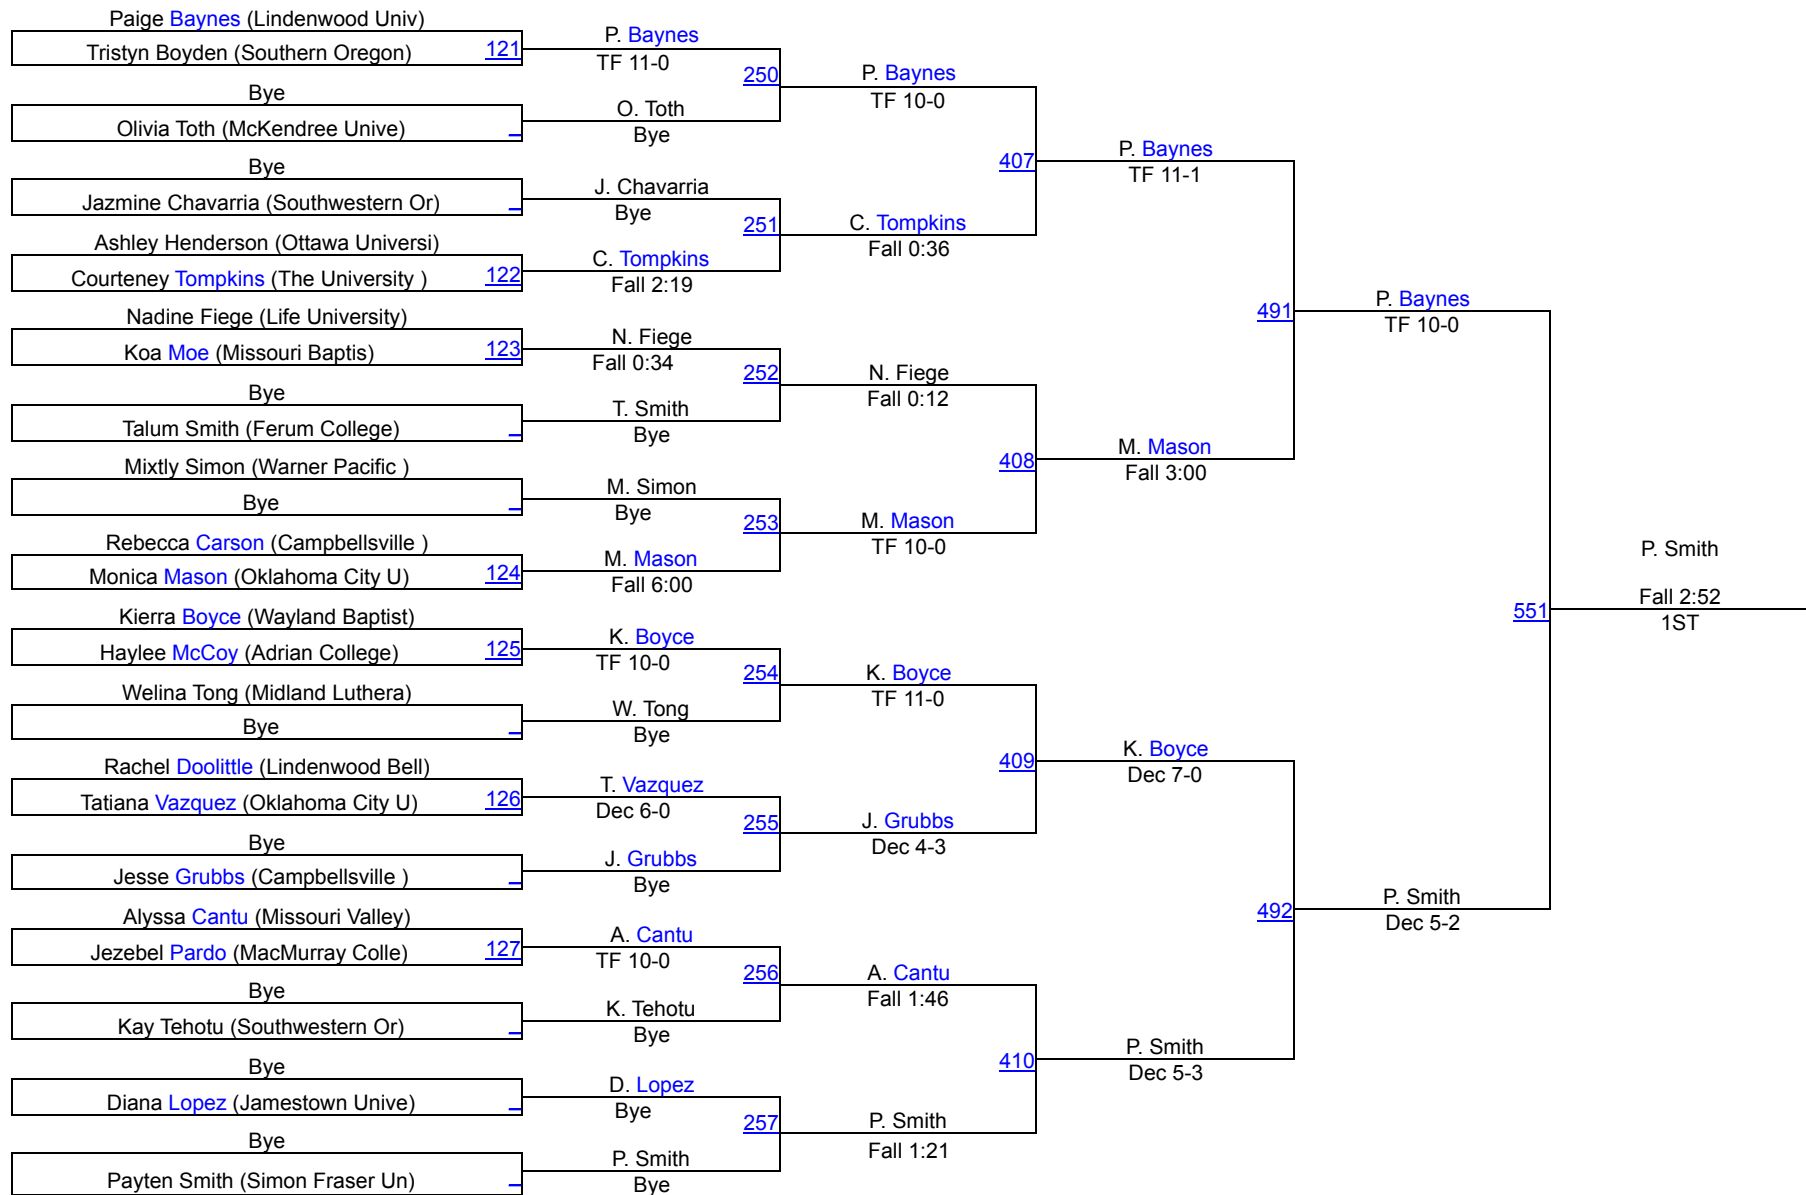 Paige Baynes (Lindenwood Univ)
Tristyn Boyden (Southern Oregon)
121
Bye
Olivia Toth (McKendree Unive)
Bye
Jazmine Chavarria (Southwestern Or)
Ashley Henderson (Ottawa Universi)
Courteney Tompkins (The University )
122
Nadine Fiege (Life University)
Koa Moe (Missouri Baptis)
123
Bye
Talum Smith (Ferum College)
Mixtly Simon (Warner Pacific )
Bye
Rebecca Carson (Campbellsville )
Monica Mason (Oklahoma City U)
124
Kierra Boyce (Wayland Baptist)
Haylee McCoy (Adrian College)
125
Welina Tong (Midland Luthera)
Bye
Rachel Doolittle (Lindenwood Bell)
Tatiana Vazquez (Oklahoma City U)
126
Bye
Jesse Grubbs (Campbellsville )
Alyssa Cantu (Missouri Valley)
Jezebel Pardo (MacMurray Colle)
127
Bye
Kay Tehotu (Southwestern Or)
Bye
Diana Lopez (Jamestown Unive)
Bye
Payten Smith (Simon Fraser Un)
P. Baynes
TF 11-0
250
O. Toth
Bye
J. Chavarria
Bye
251
C. Tompkins
Fall 2:19
N. Fiege
Fall 0:34
252
T. Smith
Bye
M. Simon
Bye
253
M. Mason
Fall 6:00
K. Boyce
TF 10-0
254
W. Tong
Bye
T. Vazquez
Dec 6-0
255
J. Grubbs
Bye
A. Cantu
TF 10-0
256
K. Tehotu
Bye
D. Lopez
Bye
257
P. Smith
Bye
P. Baynes
TF 10-0
407
C. Tompkins
Fall 0:36
N. Fiege
Fall 0:12
408
M. Mason
TF 10-0
K. Boyce
TF 11-0
409
J. Grubbs
Dec 4-3
A. Cantu
Fall 1:46
410
P. Smith
Fall 1:21
P. Baynes
TF 11-1
491
M. Mason
Fall 3:00
K. Boyce
Dec 7-0
492
P. Smith
Dec 5-3
P. Baynes
TF 10-0
551
P. Smith
Dec 5-2
P. Smith
Fall 2:52
1ST